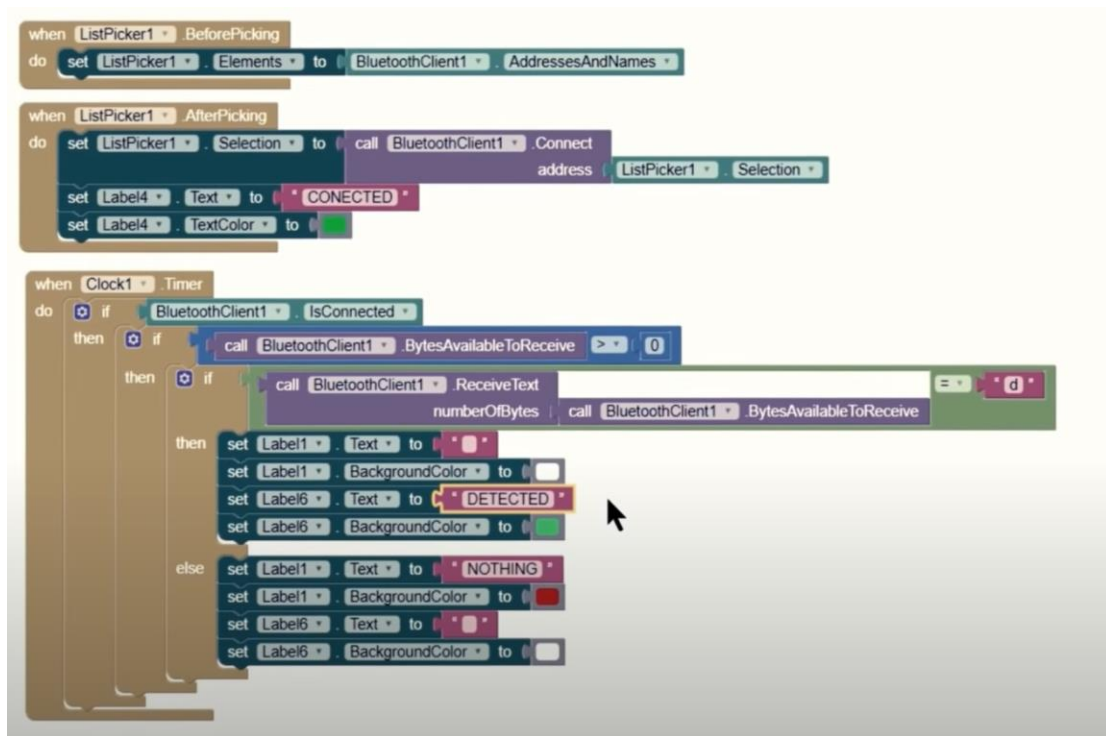 when ListPicker1 .BeforePicking
do set ListPicker1 . Elements to BluetoothClient1 . AddressesAndNames
when ListPicker1 .AfterPicking
do set ListPicker1 . Selection to call BluetoothClient1 .Connect
address ListPicker1 . Selection
set Label4 . Text to " CONECTED "
set Label4 . TextColor to
when Clock1 .Timer
do if BluetoothClient1 . IsConnected
then if call BluetoothClient1 .BytesAvailableToReceive > 0
then if call BluetoothClient1 .ReceiveText = " d "
numberOfBytes call BluetoothClient1 .BytesAvailableToReceive
then set Label1 . Text to " "
set Label1 . BackgroundColor to
set Label6 . Text to " DETECTED "
set Label6 . BackgroundColor to
else set Label1 . Text to " NOTHING "
set Label1 . BackgroundColor to
set Label6 . Text to " "
set Label6 . BackgroundColor to